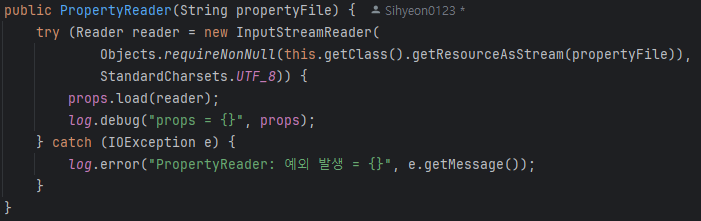 public PropertyReader(String propertyFile) { Sihyeon0123 *
    try (Reader reader = new InputStreamReader(
            Objects.requireNonNull(this.getClass().getResourceAsStream(propertyFile)),
            StandardCharsets.UTF_8)) {
        props.load(reader);
        log.debug("props = {}", props);
    } catch (IOException e) {
        log.error("PropertyReader: 예외 발생 = {}", e.getMessage());
    }
}